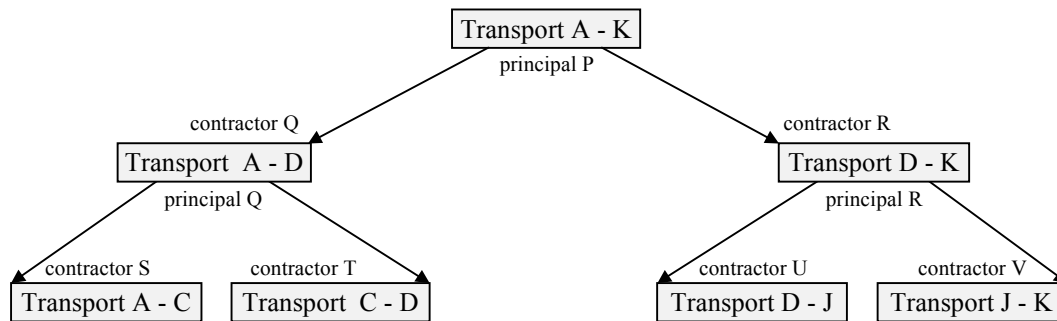 Transport A - K
principal P
contractor Q
contractor R
Transport A - D
Transport D - K
principal Q
principal R
contractor S
contractor T
contractor U
contractor V
Transport A - C
Transport C - D
Transport D - J
Transport J - K